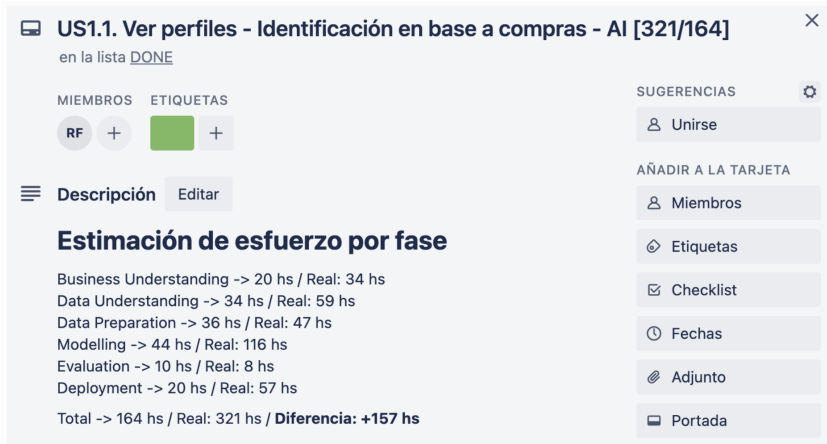 US1.1. Ver perfiles - Identificación en base a compras - AI [321/164]
en la lista DONE
MIEMBROS ETIQUETAS
RF
Descripción Editar
Estimación de esfuerzo por fase
Business Understanding -> 20 hs / Real: 34 hs
Data Understanding -> 34 hs / Real: 59 hs
Data Preparation -> 36 hs / Real: 47 hs
Modelling -> 44 hs / Real: 116 hs
Evaluation -> 10 hs / Real: 8 hs
Deployment -> 20 hs / Real: 57 hs
Total -> 164 hs / Real: 321 hs / Diferencia: +157 hs
SUGERENCIAS
Unirse
AÑADIR A LA TARJETA
Miembros
Etiquetas
Checklist
Fechas
Adjunto
Portada